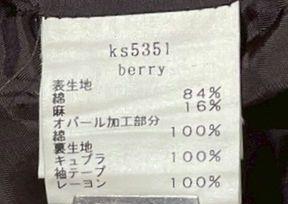 ks5351
berry
表生地
綿 84%
麻 16%
オパール加工部分
綿 100%
裏生地
キュプラ 100%
袖テープ
レーヨン 100%